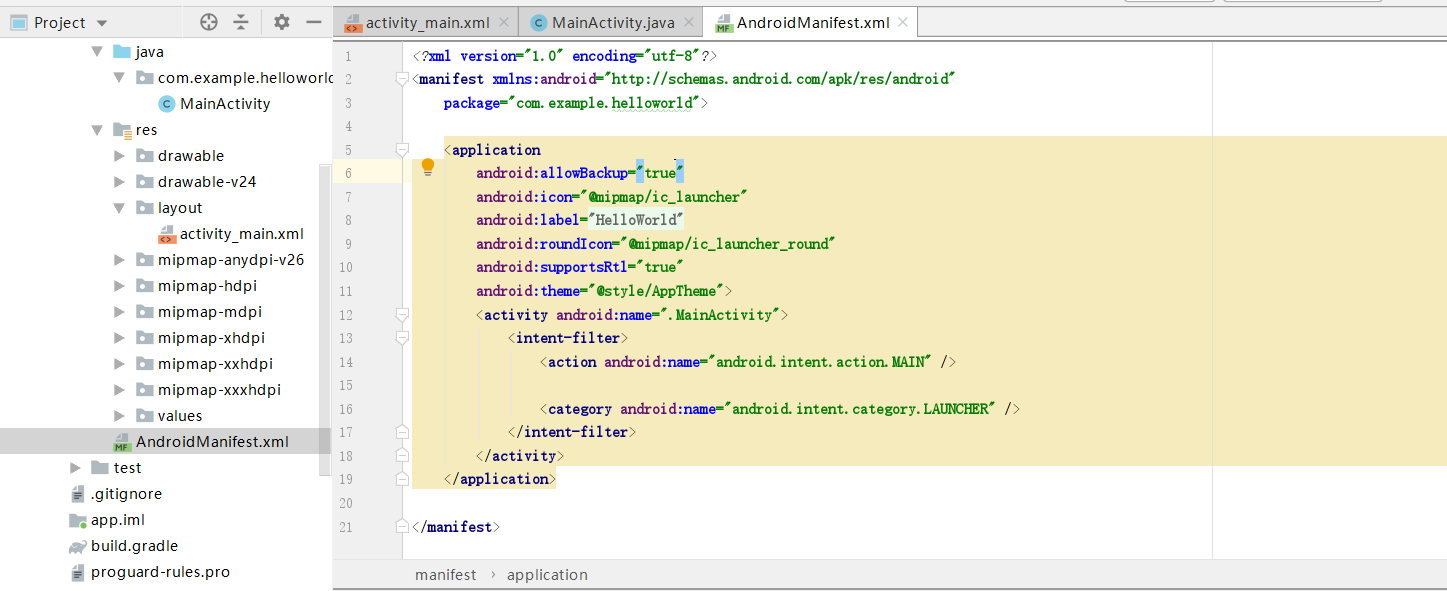 Project
activity_main.xml
MainActivity.java
AndroidManifest.xml
java
com.example.helloworld
MainActivity
res
drawable
drawable-v24
layout
activity_main.xml
mipmap-anydpi-v26
mipmap-hdpi
mipmap-mdpi
mipmap-xhdpi
mipmap-xxhdpi
mipmap-xxxhdpi
values
AndroidManifest.xml
test
.gitignore
app.iml
build.gradle
proguard-rules.pro
1 <?xml version="1.0" encoding="utf-8"?>
2 <manifest xmlns:android="http://schemas.android.com/apk/res/android"
3 package="com.example.helloworld">
4
5 <application
6 android:allowBackup="true"
7 android:icon="@mipmap/ic_launcher"
8 android:label="HelloWorld"
9 android:roundIcon="@mipmap/ic_launcher_round"
10 android:supportsRtl="true"
11 android:theme="@style/AppTheme">
12 <activity android:name=".MainActivity">
13 <intent-filter>
14 <action android:name="android.intent.action.MAIN" />
15
16 <category android:name="android.intent.category.LAUNCHER" />
17 </intent-filter>
18 </activity>
19 </application>
20
21 </manifest>
manifest › application